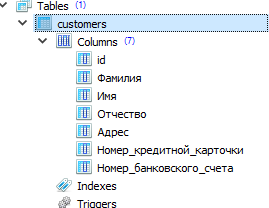 Tables (1)
customers
Columns (7)
id
Фамилия
Имя
Отчество
Адрес
Номер_кредитной_карточки
Номер_банковского_счета
Indexes
Triggers